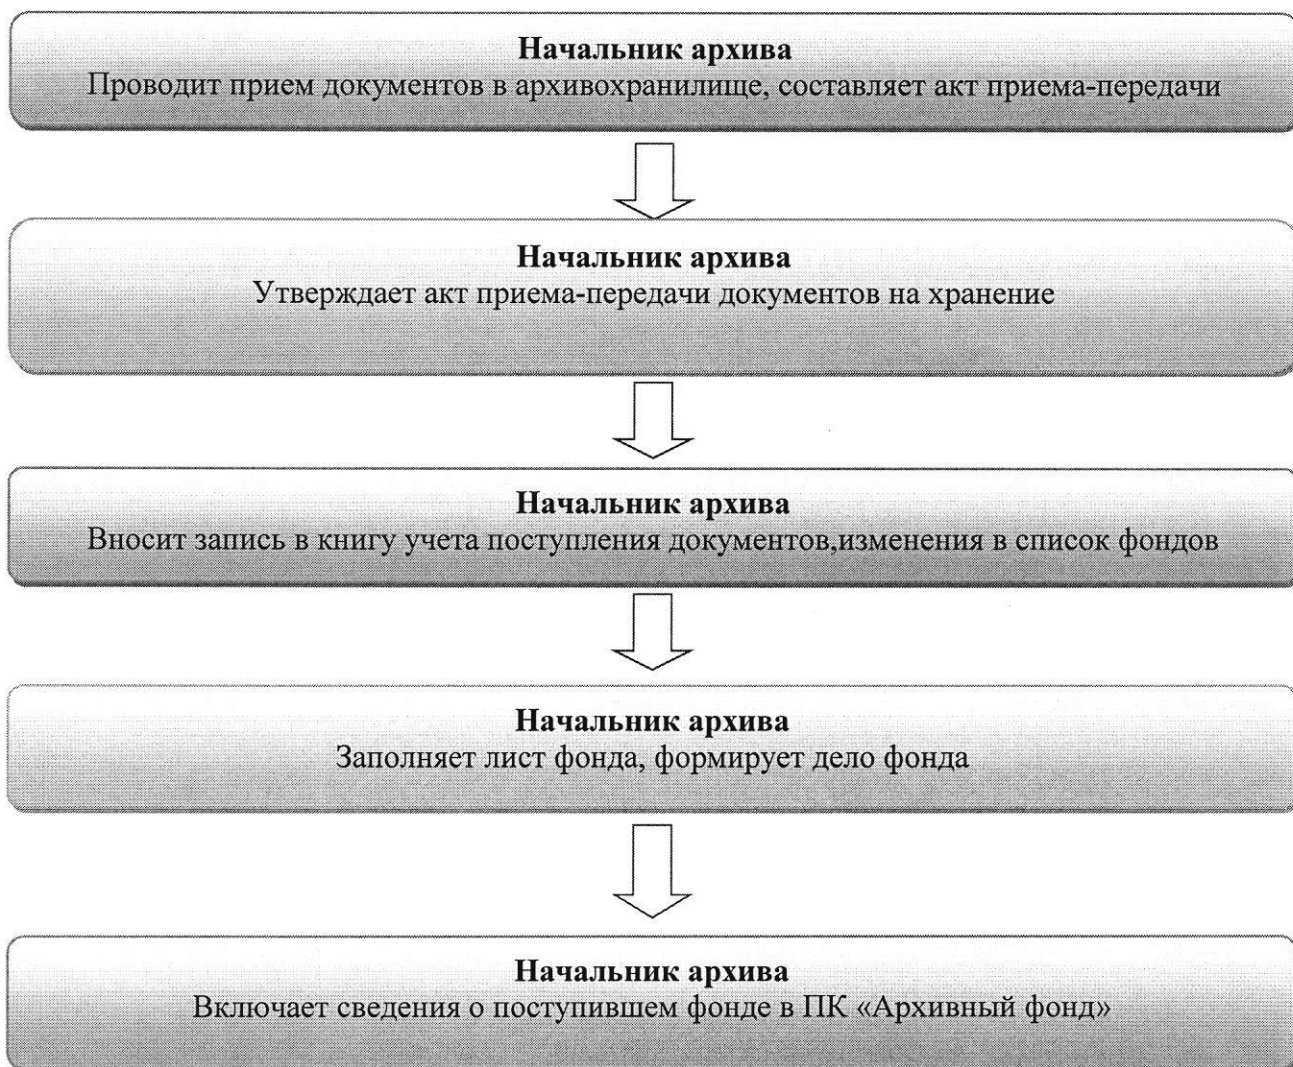 Начальник архива
Проводит прием документов в архивохранилище, составляет акт приема-передачи
Начальник архива
Утверждает акт приема-передачи документов на хранение
Начальник архива
Вносит запись в книгу учета поступления документов,изменения в список фондов
Начальник архива
Заполняет лист фонда, формирует дело фонда
Начальник архива
Включает сведения о поступившем фонде в ПК «Архивный фонд»